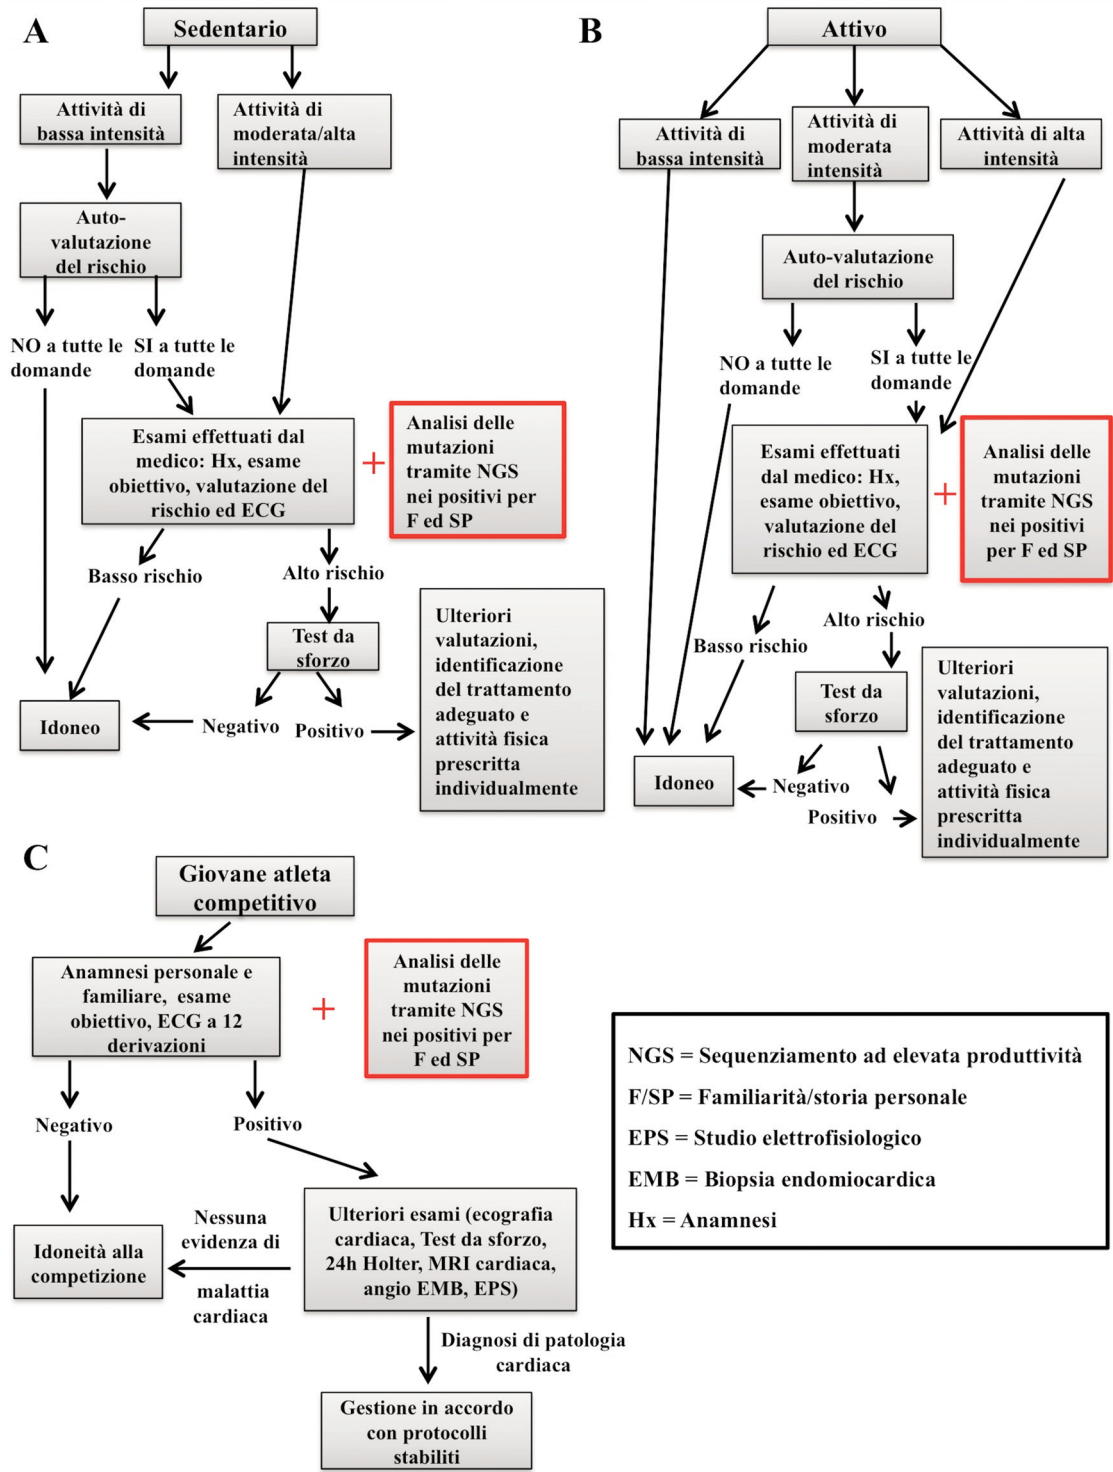 A
Sedentario
Attività di
bassa intensità
Attività di
moderata/alta
intensità
Auto-
valutazione
del rischio
NO a tutte le
domande
SI a tutte le
domande
Esami effettuati dal
medico: Hx, esame
obiettivo, valutazione del
rischio ed ECG
+
Analisi delle
mutazioni
tramite NGS
nei positivi per
F ed SP
Basso rischio
Alto rischio
Test da
sforzo
Idoneo
Negativo
Positivo
Ulteriori
valutazioni,
identificazione
del trattamento
adeguato e
attività fisica
prescritta
individualmente
B
Attivo
Attività di
bassa intensità
Attività di
moderata
intensità
Attività di alta
intensità
Auto-valutazione
del rischio
NO a tutte le
domande
SI a tutte le
domande
Esami effettuati
dal medico: Hx,
esame obiettivo,
valutazione del
rischio ed ECG
+
Analisi delle
mutazioni
tramite NGS
nei positivi
per F ed SP
Basso rischio
Alto rischio
Test da
sforzo
Idoneo
Negativo
Positivo
Ulteriori
valutazioni,
identificazione
del trattamento
adeguato e
attività fisica
prescritta
individualmente
C
Giovane atleta
competitivo
Anamnesi personale e
familiare, esame
obiettivo, ECG a 12
derivazioni
+
Analisi delle
mutazioni
tramite NGS
nei positivi per
F ed SP
Negativo
Positivo
Idoneità alla
competizione
Nessuna
evidenza di
malattia
cardiaca
Ulteriori esami (ecografia
cardiaca, Test da sforzo,
24h Holter, MRI cardiaca,
angio EMB, EPS)
Diagnosi di patologia
cardiaca
Gestione in accordo
con protocolli
stabiliti
NGS = Sequenziamento ad elevata produttività
F/SP = Familiarità/storia personale
EPS = Studio elettrofisiologico
EMB = Biopsia endomiocardica
Hx = Anamnesi